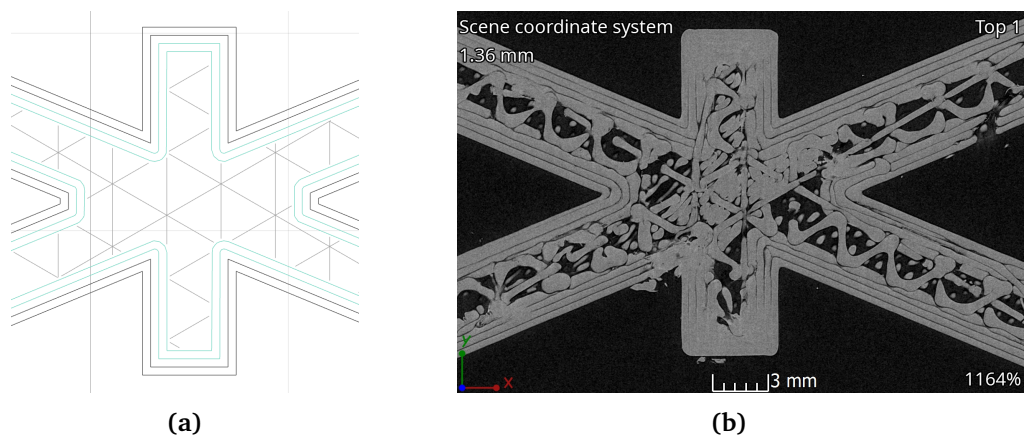 Scene coordinate system
Top 1
1.36 mm
y
x
3 mm
1164%
(a)
(b)